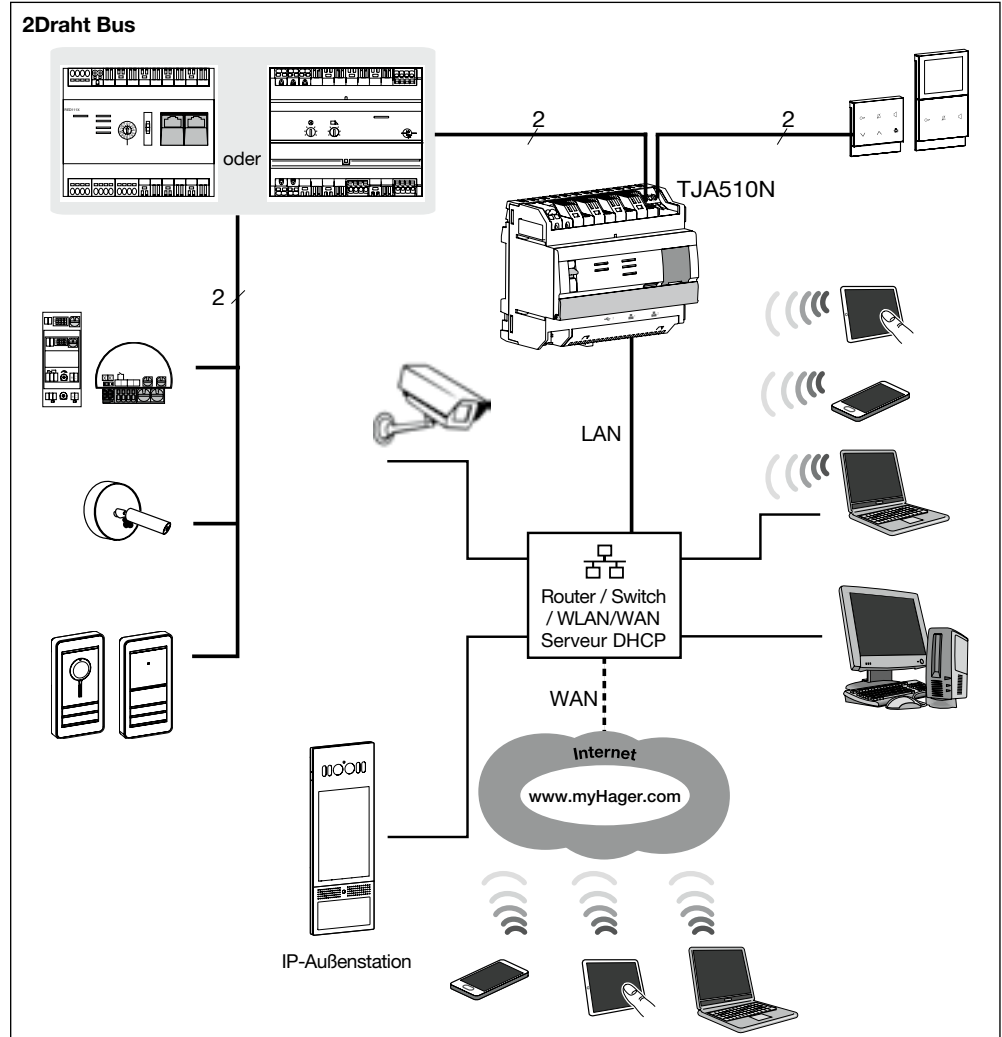 2Draht Bus
oder
2
2
TJA510N
2
LAN
Router / Switch
/ WLAN/WAN
Serveur DHCP
WAN
Internet
www.myHager.com
IP-Außenstation